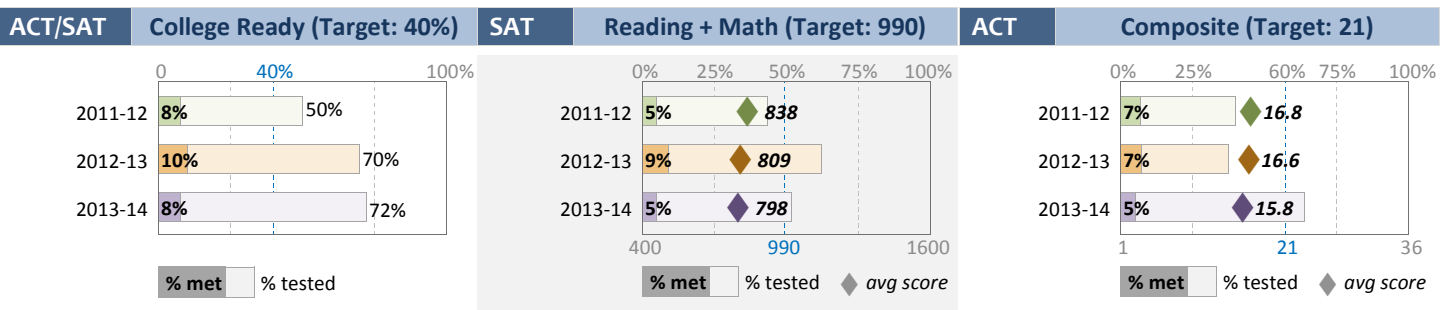 ACT/SAT College Ready (Target: 40%)
0 40% 100%
2011-12 8% 50%
2012-13 10% 70%
2013-14 8% 72%
% met % tested
SAT Reading + Math (Target: 990)
0% 25% 50% 75% 100%
2011-12 5% 838
2012-13 9% 809
2013-14 5% 798
400 990 1600
% met % tested avg score
ACT Composite (Target: 21)
0% 25% 60% 75% 100%
2011-12 7% 16.8
2012-13 7% 16.6
2013-14 5% 15.8
1 21 36
% met % tested avg score